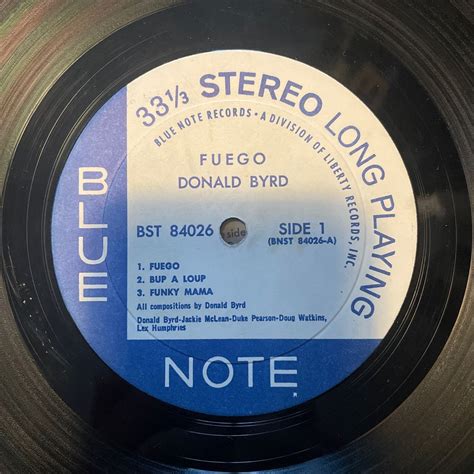 33⅓ STEREO LONG PLAYING
BLUE NOTE RECORDS • A DIVISION OF LIBERTY RECORDS, INC.
FUEGO
DONALD BYRD
BST 84026
side
SIDE 1
(BNST 84026-A)
1. FUEGO
2. BUP A LOUP
3. FUNKY MAMA
All compositions by Donald Byrd
Donald Byrd-Jackie McLean-Duke Pearson-Doug Watkins,
Lex Humphries
BLUE
NOTE